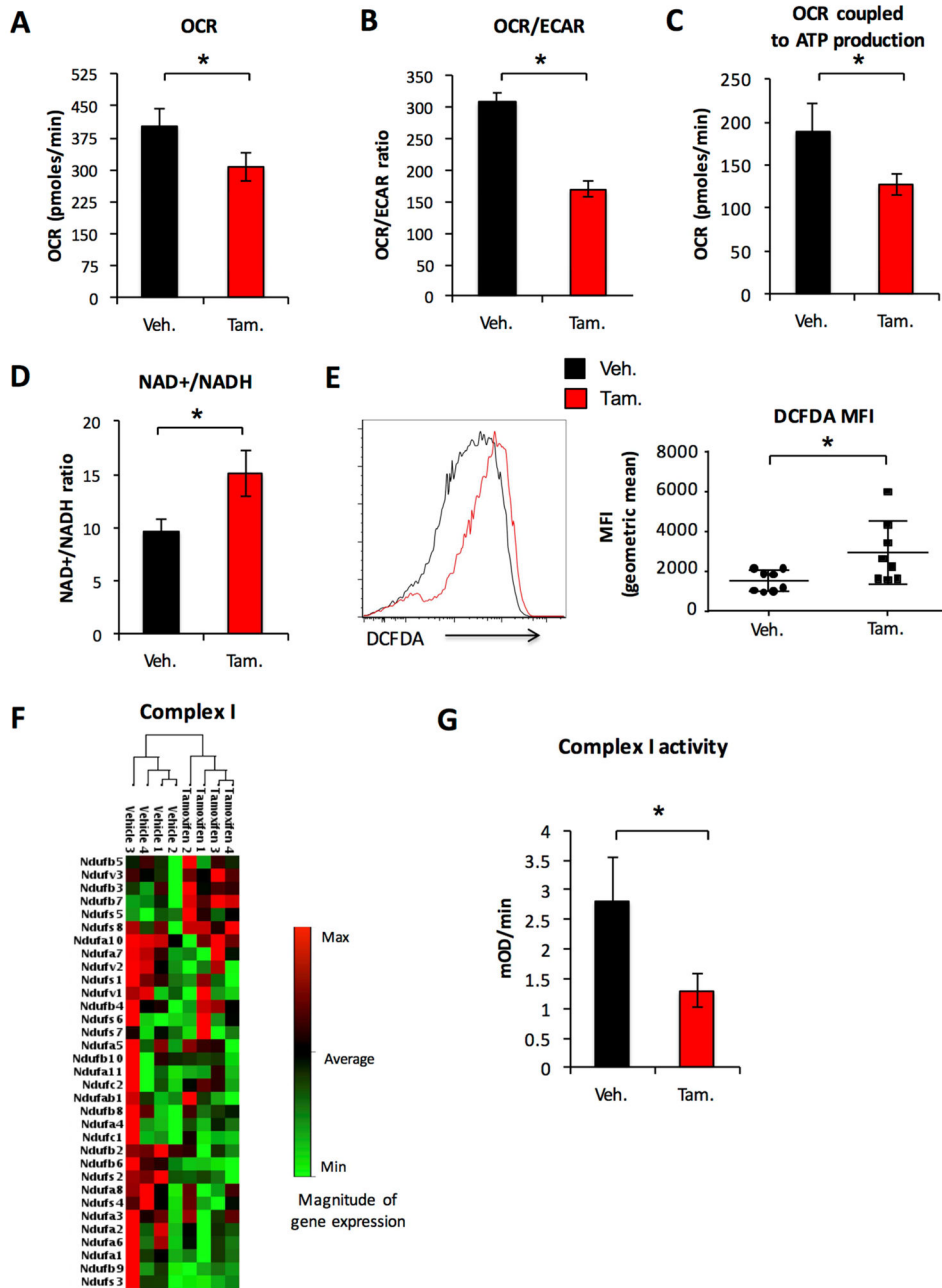 A
OCR
*
OCR (pmoles/min)
525
450
375
300
225
150
75
0
Veh.
Tam.
B
OCR/ECAR
*
OCR/ECAR ratio
350
300
250
200
150
100
50
0
Veh.
Tam.
C
OCR coupled
to ATP production
*
OCR (pmoles/min)
250
200
150
100
50
0
Veh.
Tam.
D
NAD+/NADH
*
NAD+/NADH ratio
20
15
10
5
0
Veh.
Tam.
E
Veh.
Tam.
DCFDA
DCFDA MFI
*
MFI
(geometric mean)
8000
6000
4000
2000
0
Veh.
Tam.
F
Complex I
Vehicle 3
Vehicle 4
Vehicle 1
Vehicle 2
Tamoxifen 2
Tamoxifen 1
Tamoxifen 3
Tamoxifen 4
Ndufb5
Ndufv3
Ndufb3
Ndufb7
Ndufs5
Ndufs8
Ndufa10
Ndufa7
Ndufv2
Ndufs1
Ndufv1
Ndufb4
Ndufs6
Ndufs7
Ndufa5
Ndufb10
Ndufa11
Ndufc2
Ndufab1
Ndufb8
Ndufa4
Ndufc1
Ndufb2
Ndufb6
Ndufs2
Ndufa8
Ndufs4
Ndufa3
Ndufa2
Ndufa6
Ndufa1
Ndufb9
Ndufs3
Max
Average
Min
Magnitude of
gene expression
G
Complex I activity
*
mOD/min
4
3.5
3
2.5
2
1.5
1
0.5
0
Veh.
Tam.